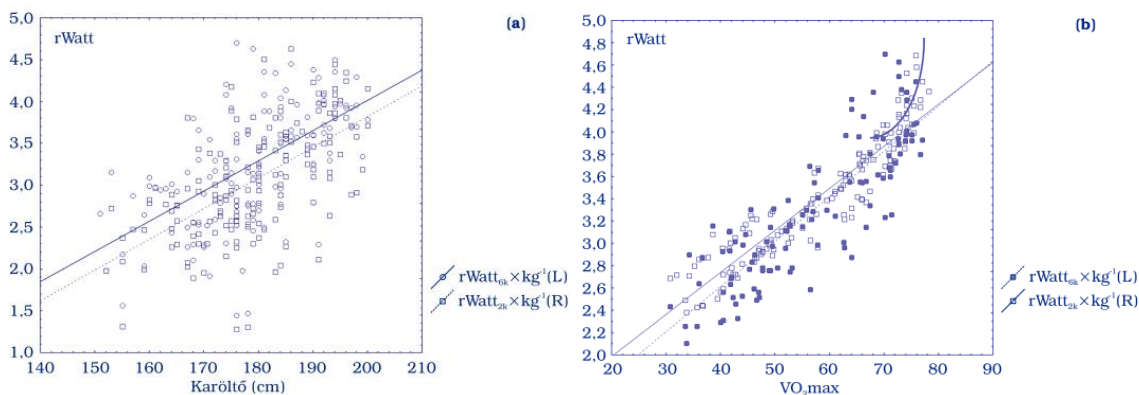 (a)
rWatt
5.0
4.5
4.0
3.5
3.0
2.5
2.0
1.5
1.0
140 150 160 170 180 190 200 210
Karöltő (cm)
rWatt₆ₖ×kg⁻¹(L)
rWatt₂ₖ×kg⁻¹(R)
(b)
rWatt
5.0
4.8
4.6
4.4
4.2
4.0
3.8
3.6
3.4
3.2
3.0
2.8
2.6
2.4
2.2
2.0
20 30 40 50 60 70 80 90
VO₂max
rWatt₆ₖ×kg⁻¹(L)
rWatt₂ₖ×kg⁻¹(R)